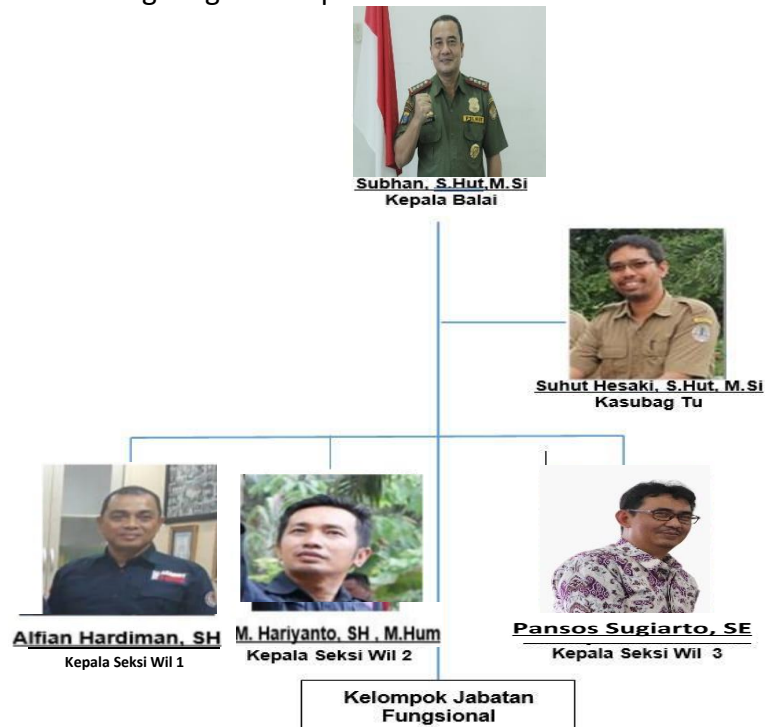 Subhan, S.Hut,M.Si
Kepala Balai
Suhut Hesaki, S.Hut, M.Si
Kasubag Tu
Alfian Hardiman, SH
Kepala Seksi Wil 1
M. Hariyanto, SH , M.Hum
Kepala Seksi Wil 2
Pansos Sugiarto, SE
Kepala Seksi Wil 3
Kelompok Jabatan
Fungsional